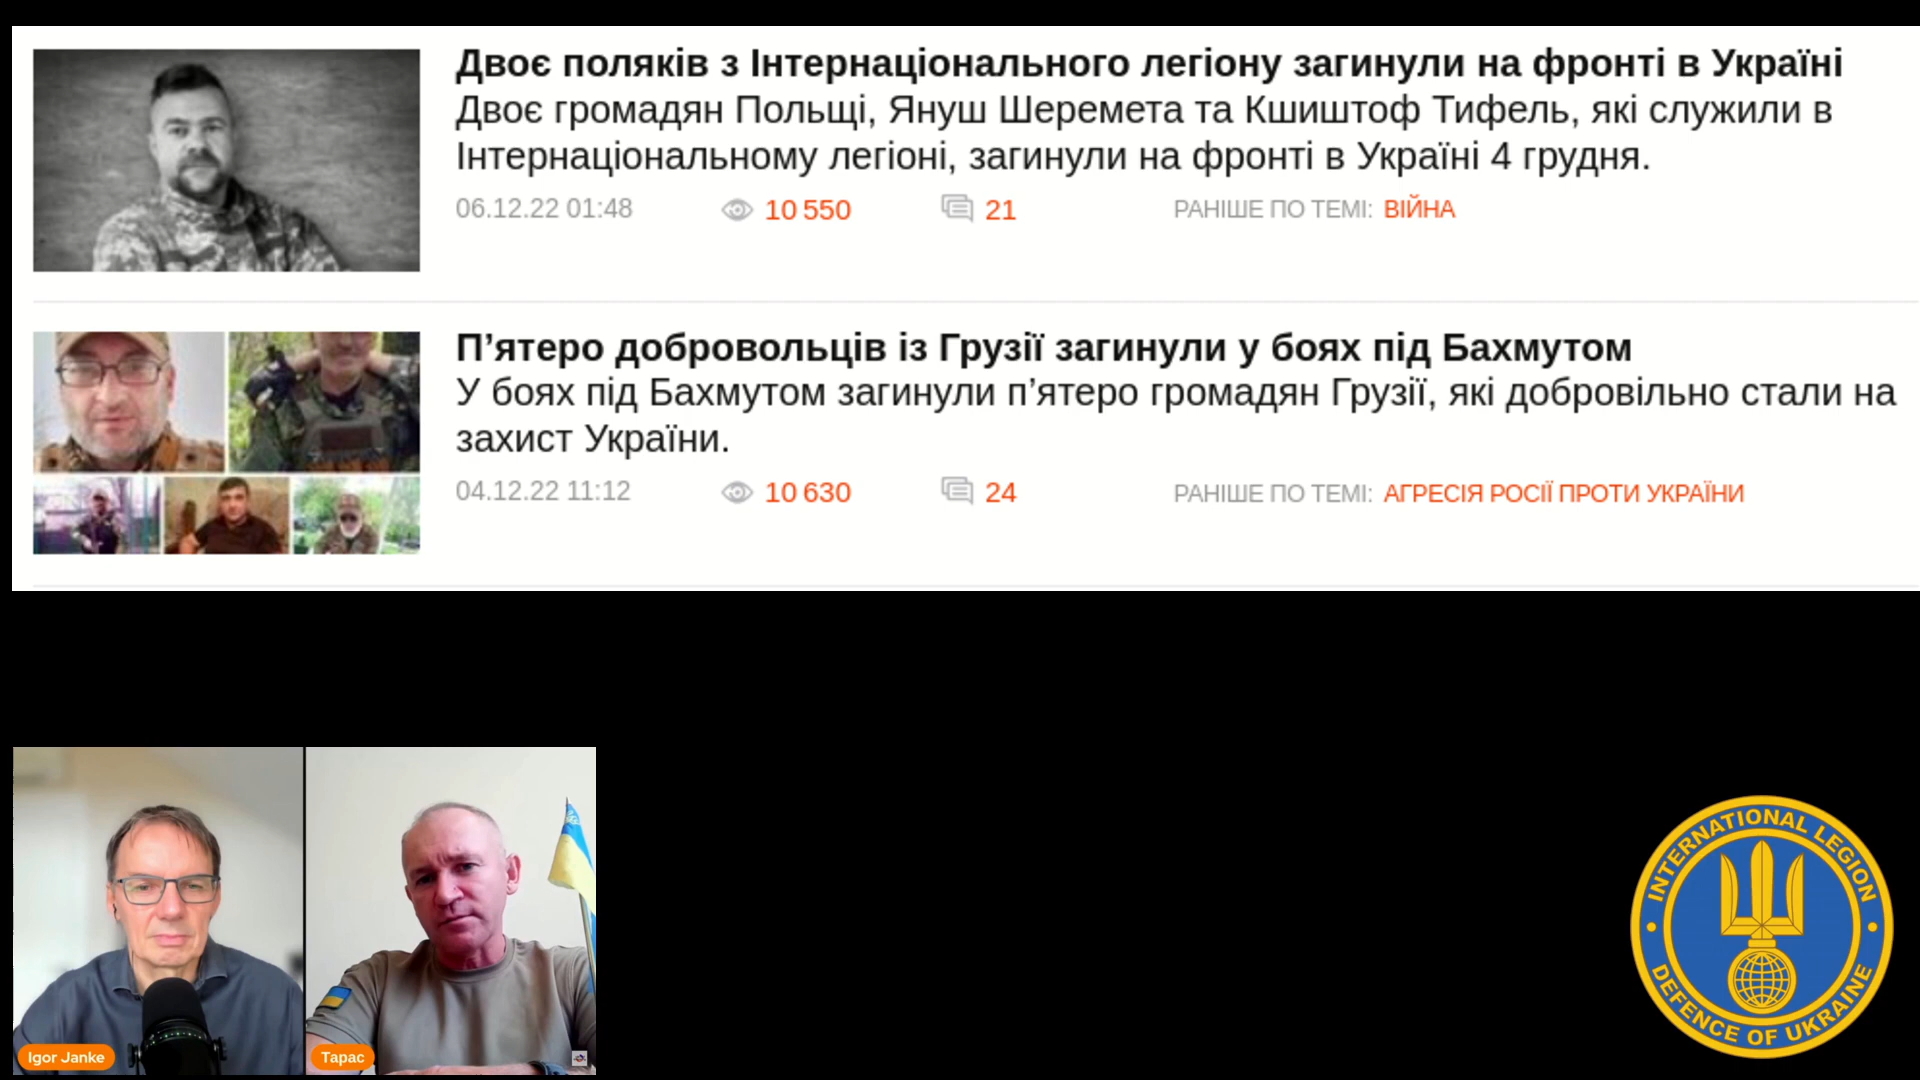 Двоє поляків з Інтернаціонального легіону загинули на фронті в Україні
Двоє громадян Польщі, Януш Шеремета та Кшиштоф Тифель, які служили в
Інтернаціональному легіоні, загинули на фронті в Україні 4 грудня.
06.12.22 01:48 10 550 21 РАНІШЕ ПО ТЕМІ: ВІЙНА
П’ятеро добровольців із Грузії загинули у боях під Бахмутом
У боях під Бахмутом загинули п’ятеро громадян Грузії, які добровільно стали на
захист України.
04.12.22 11:12 10 630 24 РАНІШЕ ПО ТЕМІ: АГРЕСІЯ РОСІЇ ПРОТИ УКРАЇНИ
Igor Janke
Тарас
INTERNATIONAL LEGION
DEFENCE OF UKRAINE